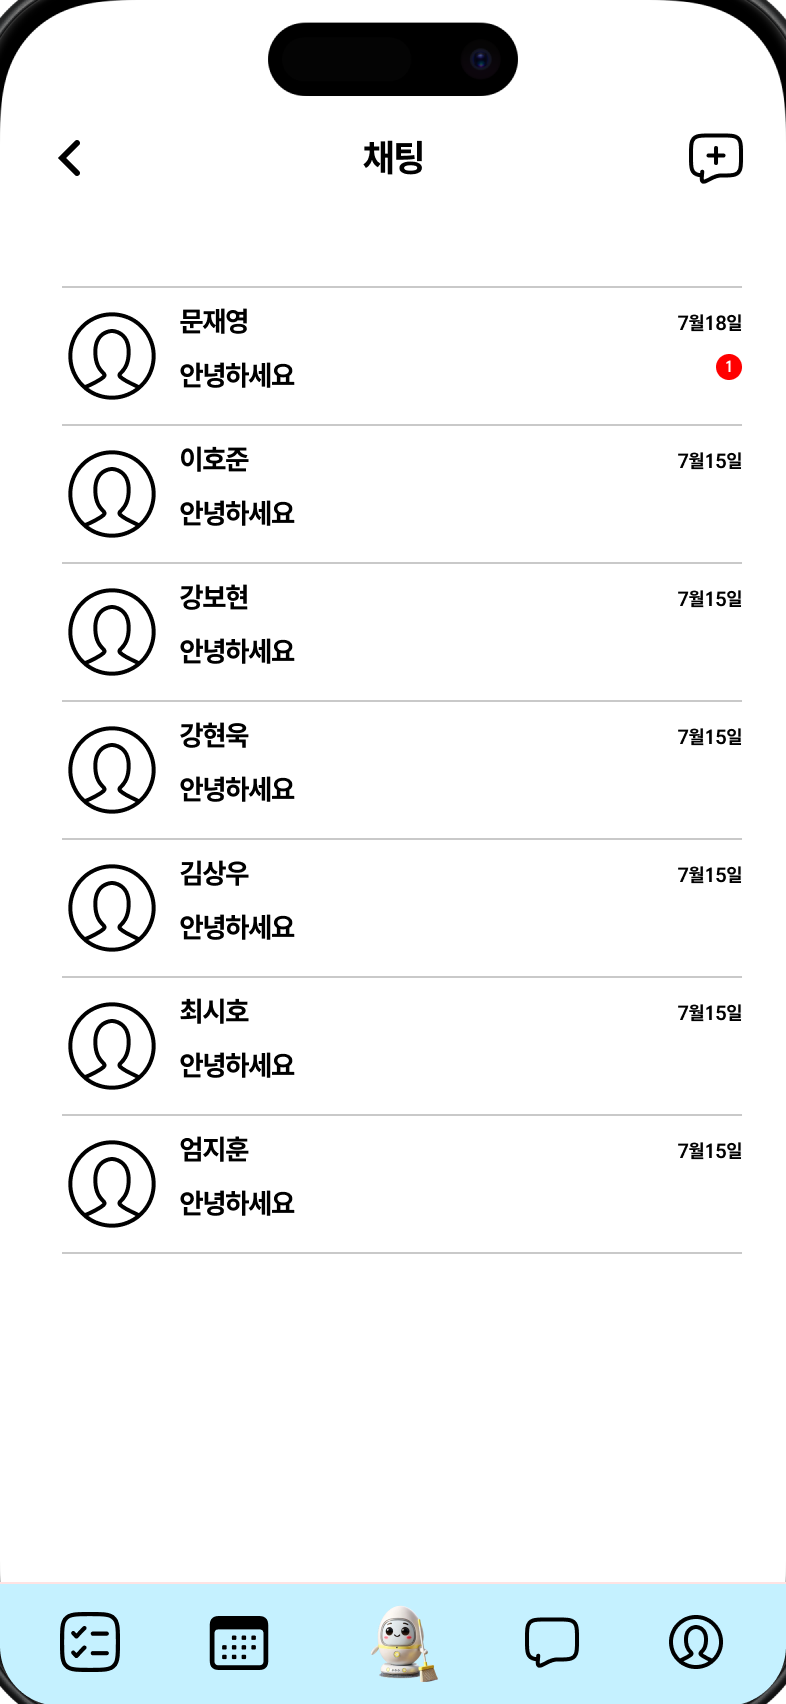 채팅
문재영 7월18일
안녕하세요 1
이호준 7월15일
안녕하세요
강보현 7월15일
안녕하세요
강현욱 7월15일
안녕하세요
김상우 7월15일
안녕하세요
최시호 7월15일
안녕하세요
엄지훈 7월15일
안녕하세요